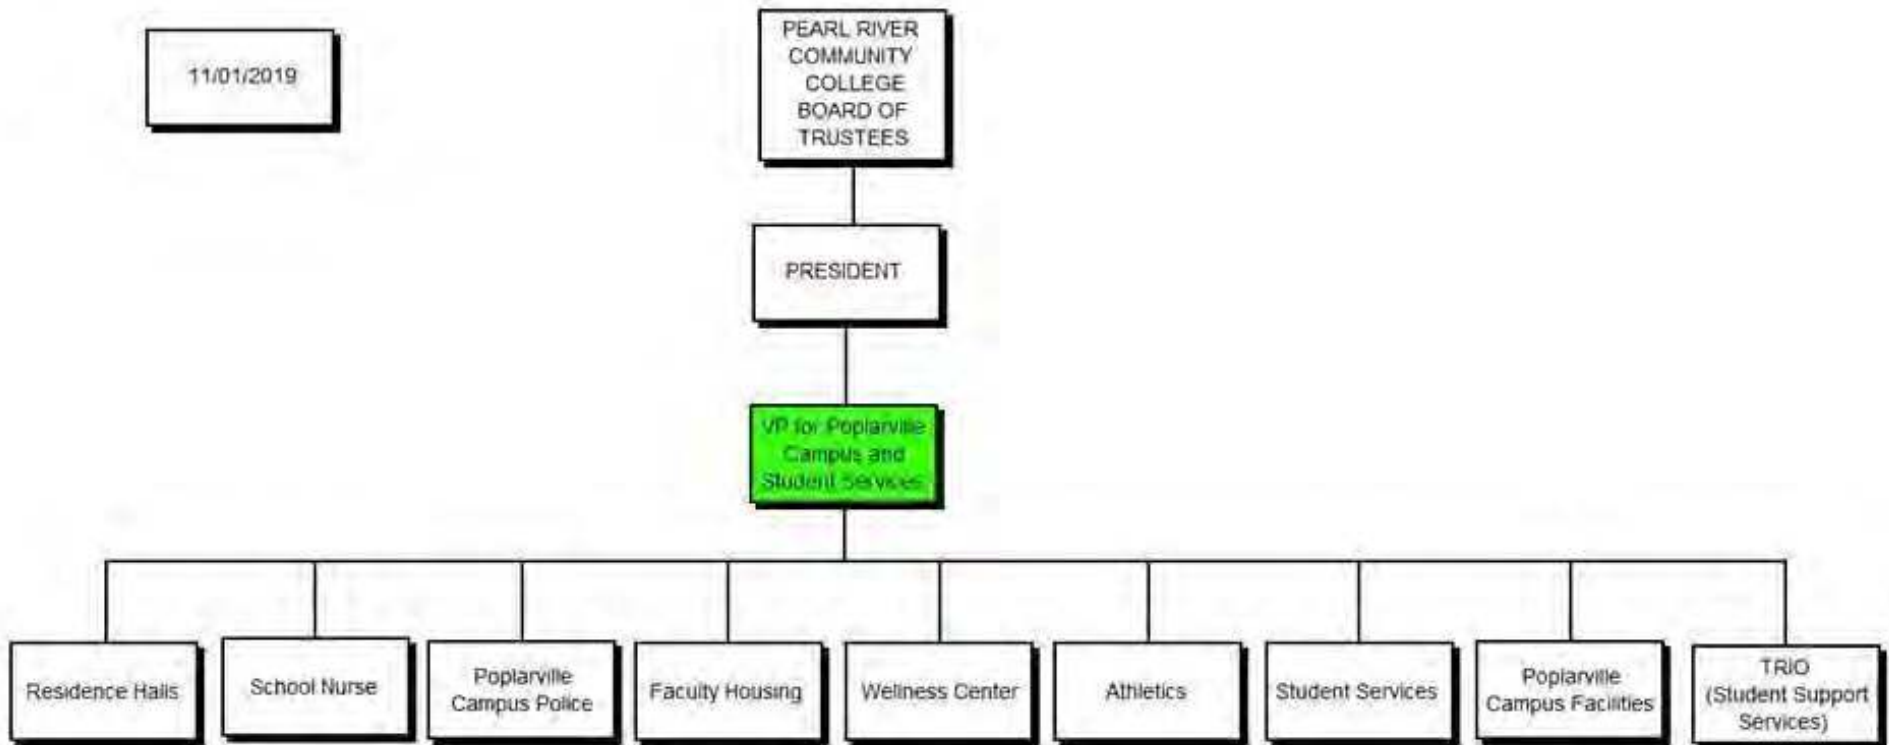 11/01/2019
PEARL RIVER
COMMUNITY
COLLEGE
BOARD OF
TRUSTEES
PRESIDENT
VP for Poplarville
Campus and
Student Services
Residence Halls
School Nurse
Poplarville
Campus Police
Faculty Housing
Wellness Center
Athletics
Student Services
Poplarville
Campus Facilities
TRIO
(Student Support
Services)